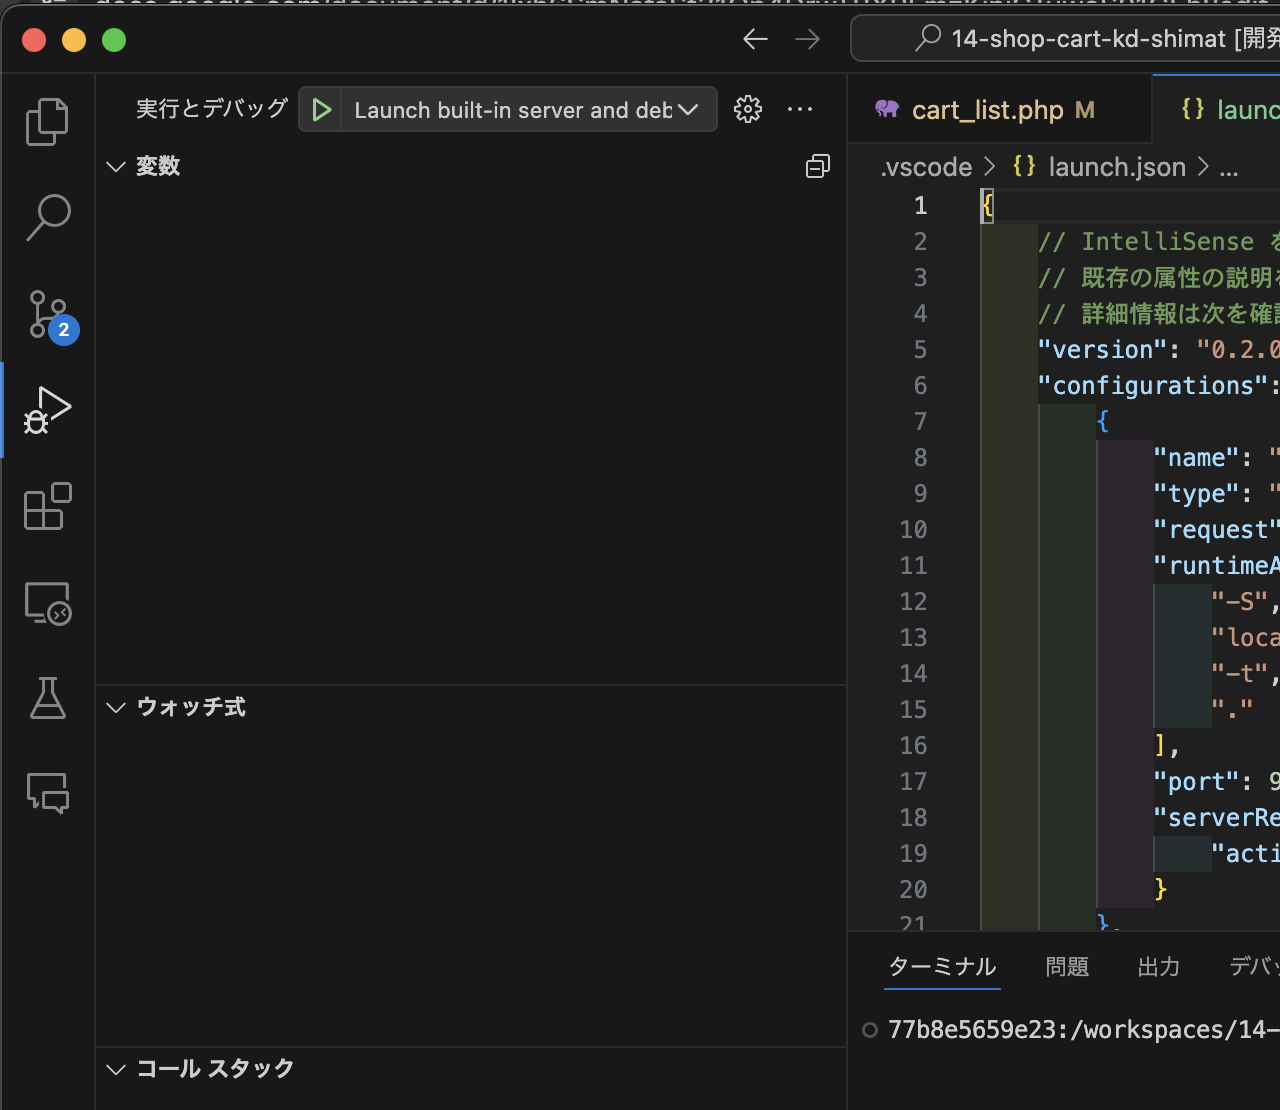 14-shop-cart-kd-shimat [開発
実行とデバッグ
Launch built-in server and deb
変数
cart_list.php M
{} launc
.vscode > {} launch.json > ...
2
1 {
2 // IntelliSense を
3 // 既存の属性の説明を
4 // 詳細情報は次を確認
5 "version": "0.2.0
6 "configurations":
7 {
8 "name": "
9 "type": "
10 "request"
11 "runtimeA
12 "-S",
13 "loca
14 "-t",
15 "."
16 ],
17 "port": 9
18 "serverRe
19 "acti
20 }
21 },
ウォッチ式
コール スタック
ターミナル 問題 出力 デバッ
77b8e5659e23:/workspaces/14-